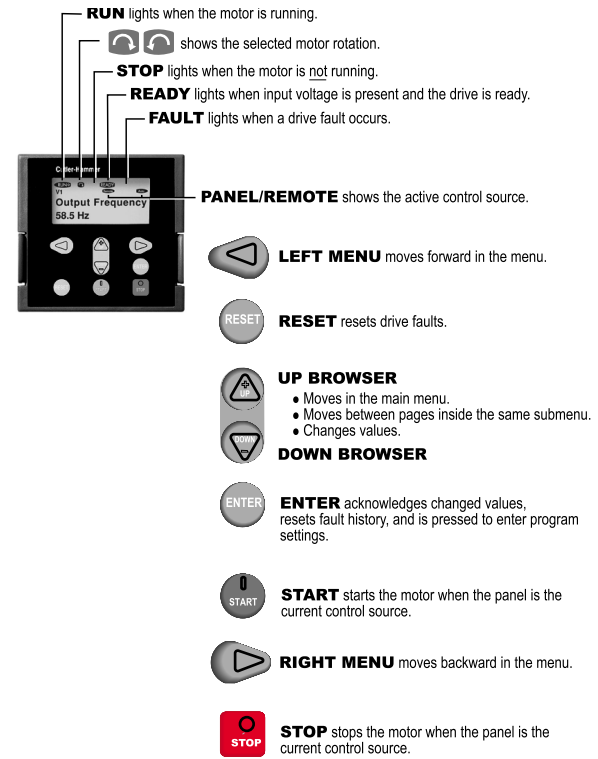 RUN lights when the motor is running.
shows the selected motor rotation.
STOP lights when the motor is not running.
READY lights when input voltage is present and the drive is ready.
FAULT lights when a drive fault occurs.
Cutler-Hammer
RUN
READY
V1
Output Frequency
58.5 Hz
PANEL/REMOTE shows the active control source.
LEFT MENU moves forward in the menu.
RESET
RESET resets drive faults.
UP
UP BROWSER
● Moves in the main menu.
● Moves between pages inside the same submenu.
● Changes values.
DOWN
DOWN BROWSER
ENTER
ENTER acknowledges changed values,
resets fault history, and is pressed to enter program
settings.
START
START starts the motor when the panel is the
current control source.
RIGHT MENU moves backward in the menu.
STOP
STOP stops the motor when the panel is the
current control source.